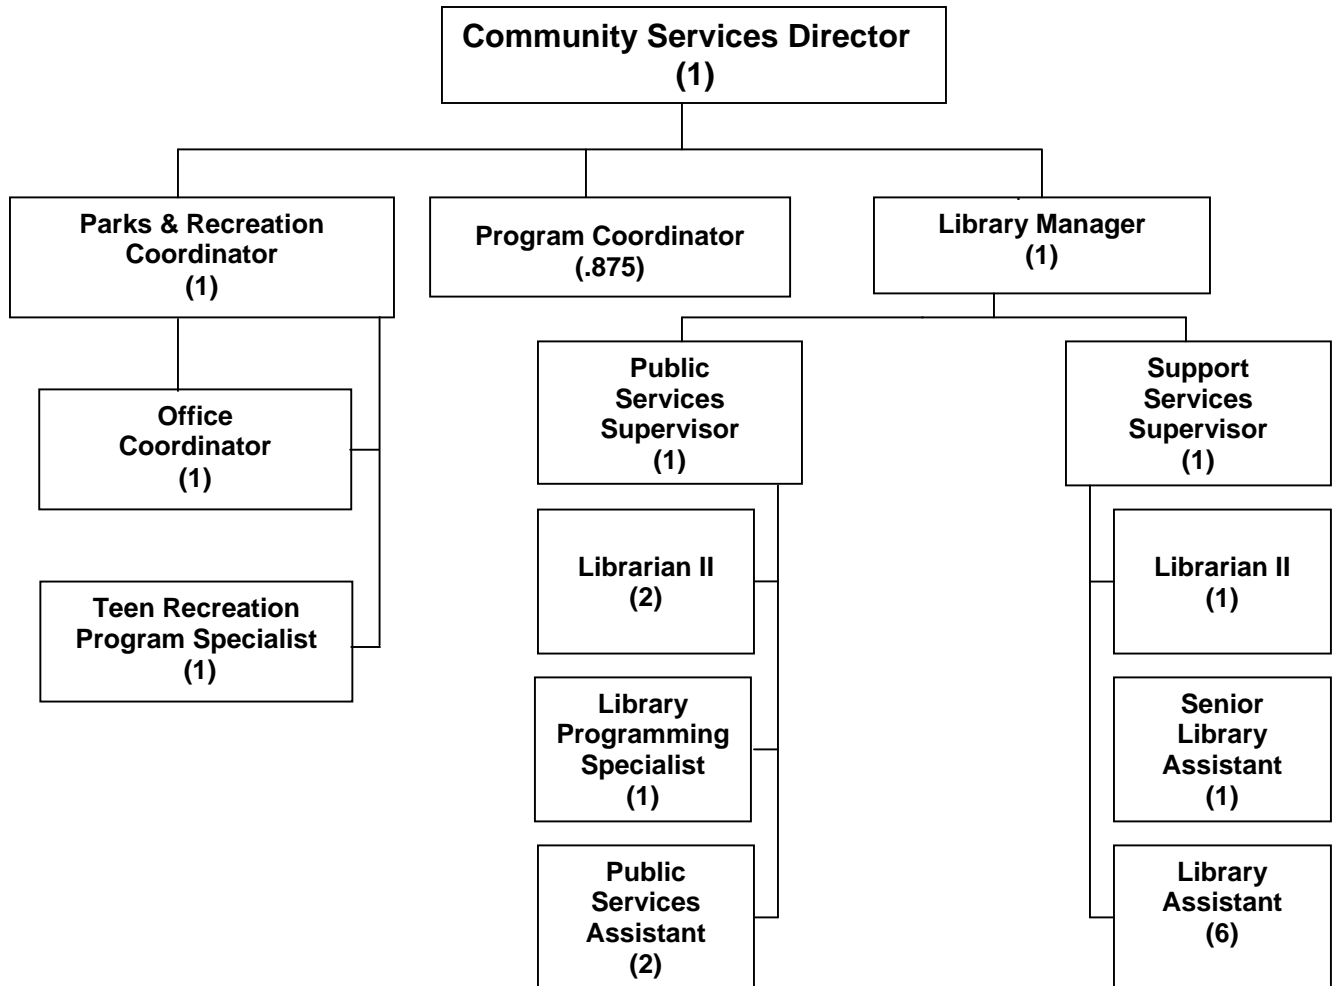 Community Services Director
(1)
Parks & Recreation
Coordinator
(1)
Program Coordinator
(.875)
Library Manager
(1)
Office
Coordinator
(1)
Teen Recreation
Program Specialist
(1)
Public
Services
Supervisor
(1)
Librarian II
(2)
Library
Programming
Specialist
(1)
Public
Services
Assistant
(2)
Support
Services
Supervisor
(1)
Librarian II
(1)
Senior
Library
Assistant
(1)
Library
Assistant
(6)